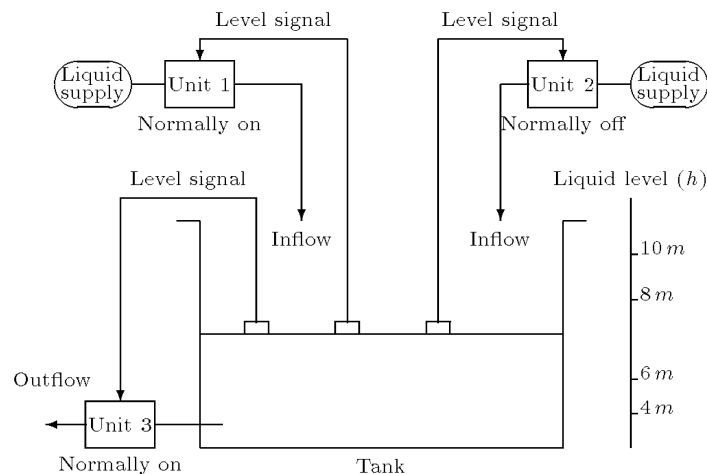 Level signal
Level signal
Liquid
supply
Unit 1
Unit 2
Liquid
supply
Normally on
Normally off
Level signal
Liquid level (h)
Inflow
Inflow
10 m
8 m
6 m
4 m
Outflow
Unit 3
Normally on
Tank